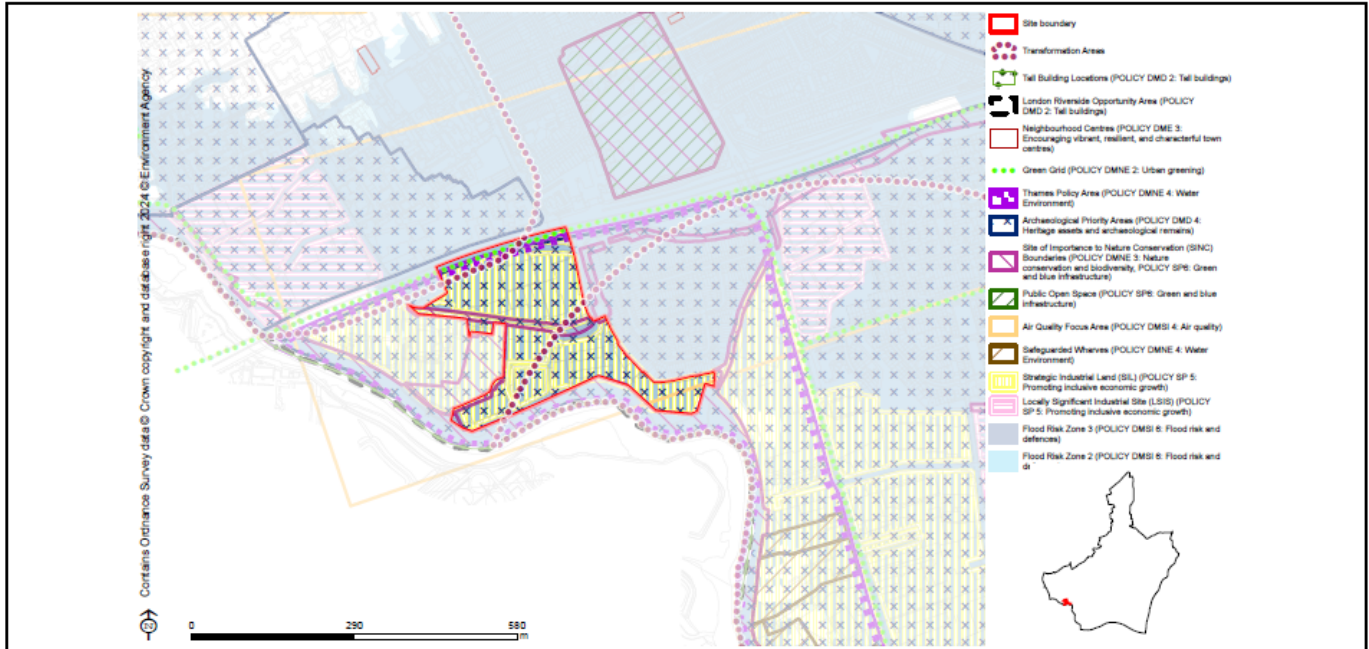 Contains Ordnance Survey data © Crown copyright and database right 2024 © Environment Agency
Site boundary
Transformation Areas
Tall Building Locations (POLICY DMD 2: Tall buildings)
London Riverside Opportunity Area (POLICY
DMD 2: Tall buildings)
Neighbourhood Centres (POLICY DME 3:
Encouraging vibrant, resilient, and characterful town
centres)
Green Grid (POLICY DMNE 2: Urban greening)
Thames Policy Area (POLICY DMNE 4: Water
Environment)
Archaeological Priority Areas (POLICY DMD 4:
Heritage assets and archaeological remains)
Site of Importance to Nature Conservation (SINC)
Boundaries (POLICY DMNE 3: Nature
conservation and biodiversity, POLICY SP6: Green
and blue infrastructure)
Public Open Space (POLICY SP6: Green and blue
infrastructure)
Air Quality Focus Area (POLICY DMSI 4: Air quality)
Safeguarded Wharves (POLICY DMNE 4: Water
Environment)
Strategic Industrial Land (SIL) (POLICY SP 5:
Promoting inclusive economic growth)
Locally Significant Industrial Site (LSIS) (POLICY
SP 5: Promoting inclusive economic growth)
Flood Risk Zone 3 (POLICY DMSI 6: Flood risk and
defences)
Flood Risk Zone 2 (POLICY DMSI 6: Flood risk and
0 290 580
m